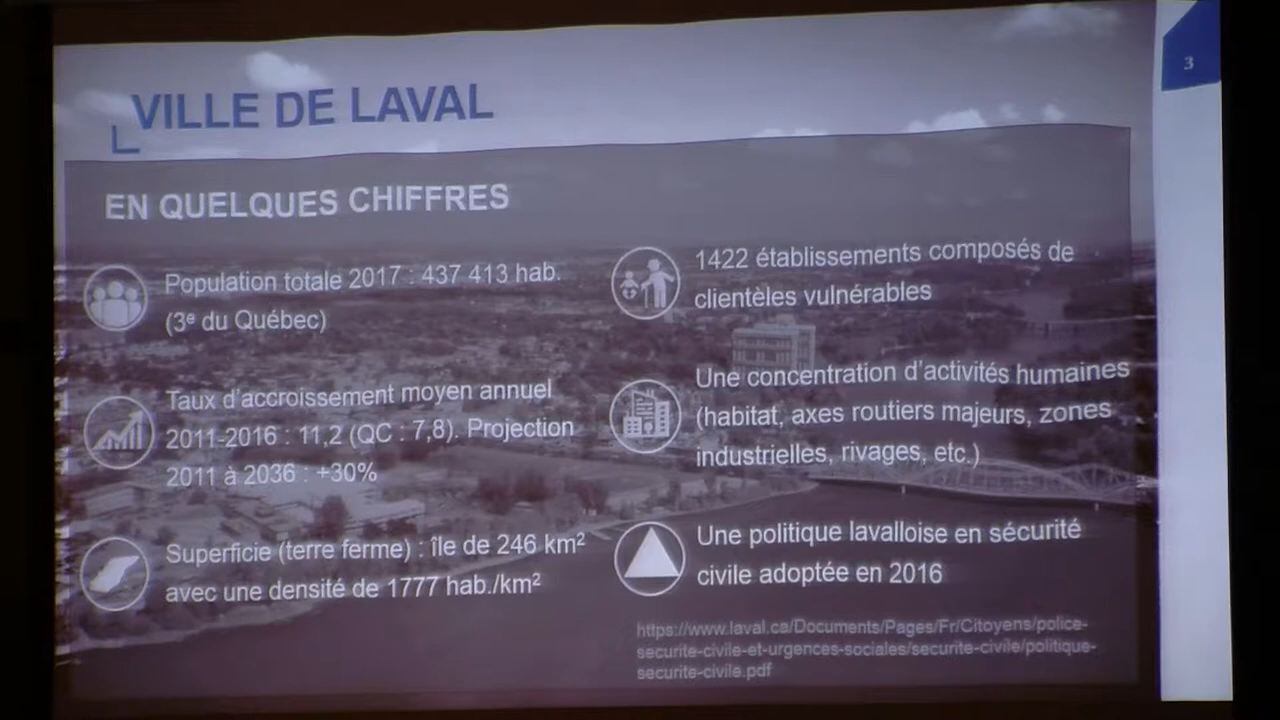 3
VILLE DE LAVAL
EN QUELQUES CHIFFRES
Population totale 2017 : 437 413 hab.
(3e du Québec)
Taux d'accroissement moyen annuel
2011-2016 : 11,2 (QC : 7,8). Projection
2011 à 2036 : +30%
Superficie (terre ferme) : île de 246 km²
avec une densité de 1777 hab./km²
1422 établissements composés de
clientèles vulnérables
Une concentration d'activités humaines
(habitat, axes routiers majeurs, zones
industrielles, rivages, etc.)
Une politique lavalloise en sécurité
civile adoptée en 2016
https://www.laval.ca/Documents/Pages/Fr/Citoyens/police-
securite-civile-et-urgences-sociales/securite-civile/politique-
securite-civile.pdf